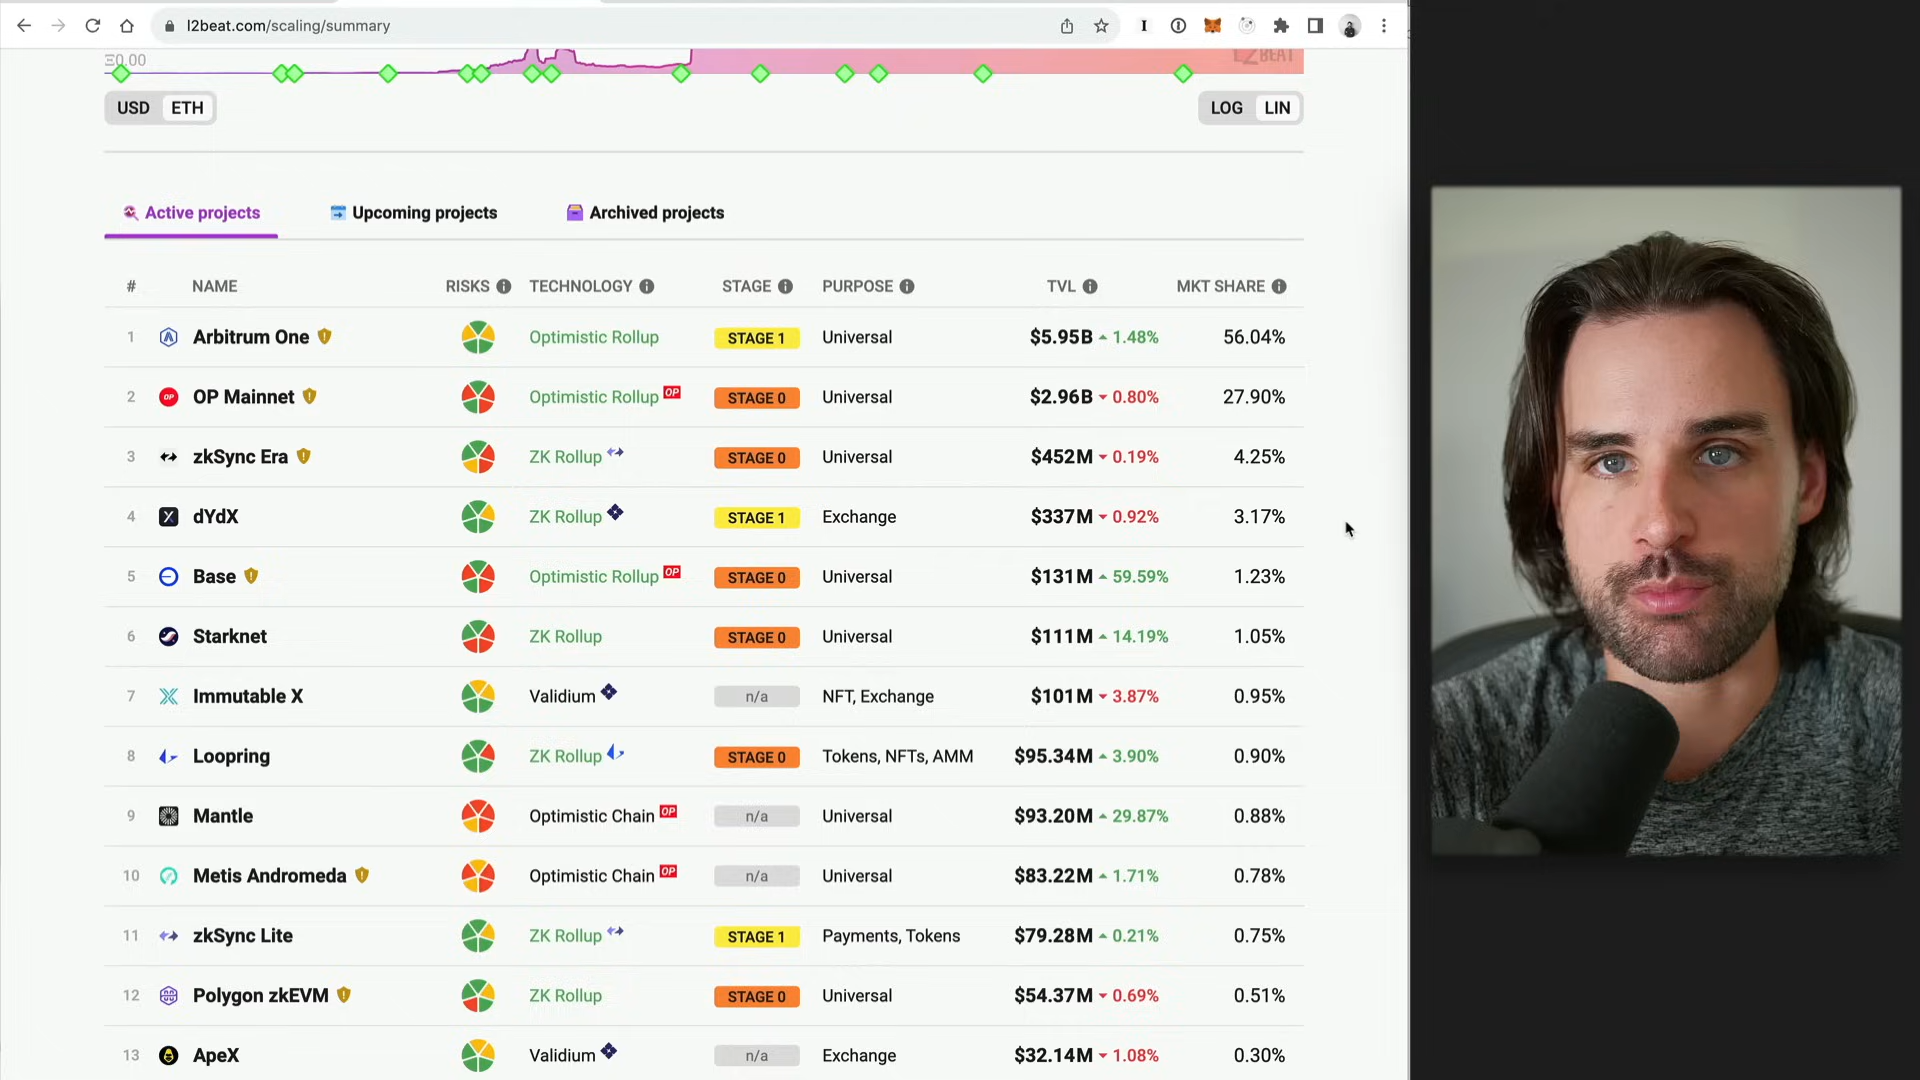 l2beat.com/scaling/summary
Ξ0.00
L2BEAT
USD ETH
LOG LIN
Active projects Upcoming projects Archived projects
# NAME RISKS TECHNOLOGY STAGE PURPOSE TVL MKT SHARE
1 Arbitrum One Optimistic Rollup STAGE 1 Universal $5.95B 1.48% 56.04%
2 OP OP Mainnet Optimistic Rollup OP STAGE 0 Universal $2.96B 0.80% 27.90%
3 zkSync Era ZK Rollup STAGE 0 Universal $452M 0.19% 4.25%
4 dYdX ZK Rollup STAGE 1 Exchange $337M 0.92% 3.17%
5 Base Optimistic Rollup OP STAGE 0 Universal $131M 59.59% 1.23%
6 Starknet ZK Rollup STAGE 0 Universal $111M 14.19% 1.05%
7 Immutable X Validium n/a NFT, Exchange $101M 3.87% 0.95%
8 Loopring ZK Rollup STAGE 0 Tokens, NFTs, AMM $95.34M 3.90% 0.90%
9 Mantle Optimistic Chain OP n/a Universal $93.20M 29.87% 0.88%
10 Metis Andromeda Optimistic Chain OP n/a Universal $83.22M 1.71% 0.78%
11 zkSync Lite ZK Rollup STAGE 1 Payments, Tokens $79.28M 0.21% 0.75%
12 Polygon zkEVM ZK Rollup STAGE 0 Universal $54.37M 0.69% 0.51%
13 ApeX Validium n/a Exchange $32.14M 1.08% 0.30%